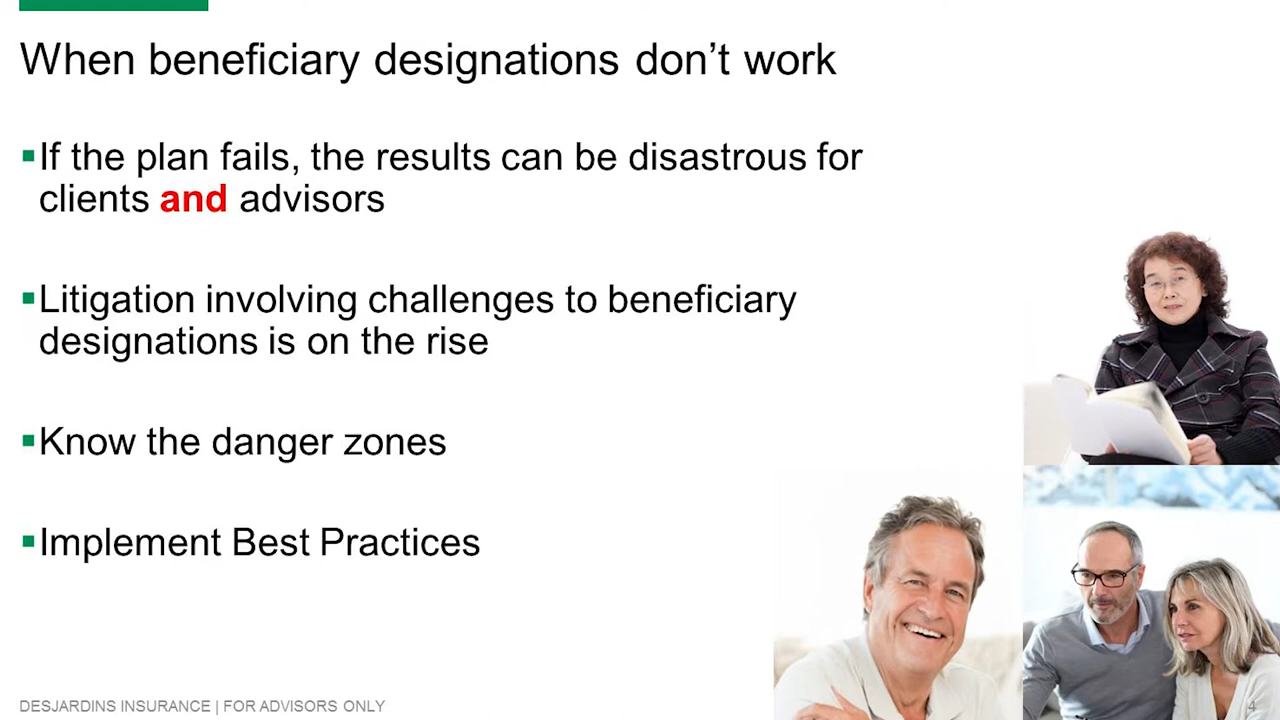 When beneficiary designations don’t work
▪If the plan fails, the results can be disastrous for
clients and advisors
▪Litigation involving challenges to beneficiary
designations is on the rise
▪Know the danger zones
▪Implement Best Practices
DESJARDINS INSURANCE | FOR ADVISORS ONLY
4